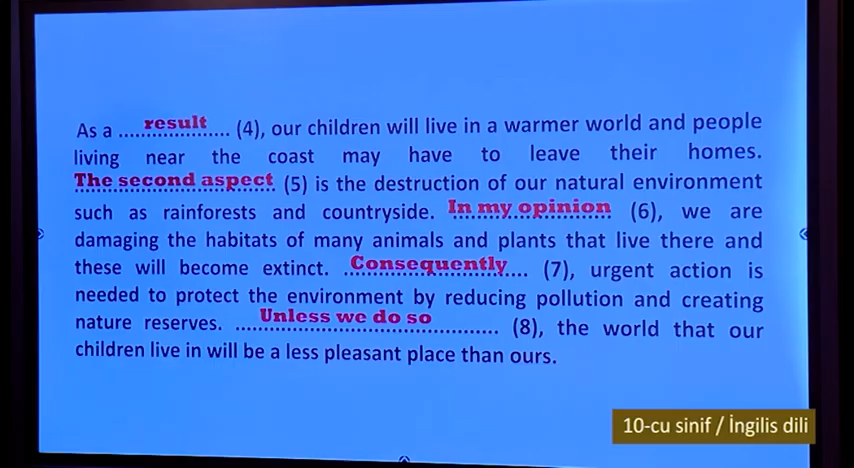 As a ...result... (4), our children will live in a warmer world and people
living near the coast may have to leave their homes.
The second aspect (5) is the destruction of our natural environment
such as rainforests and countryside. In my opinion (6), we are
damaging the habitats of many animals and plants that live there and
these will become extinct. ...Consequently... (7), urgent action is
needed to protect the environment by reducing pollution and creating
nature reserves. ...Unless we do so... (8), the world that our
children live in will be a less pleasant place than ours.
10-cu sinif / İngilis dili